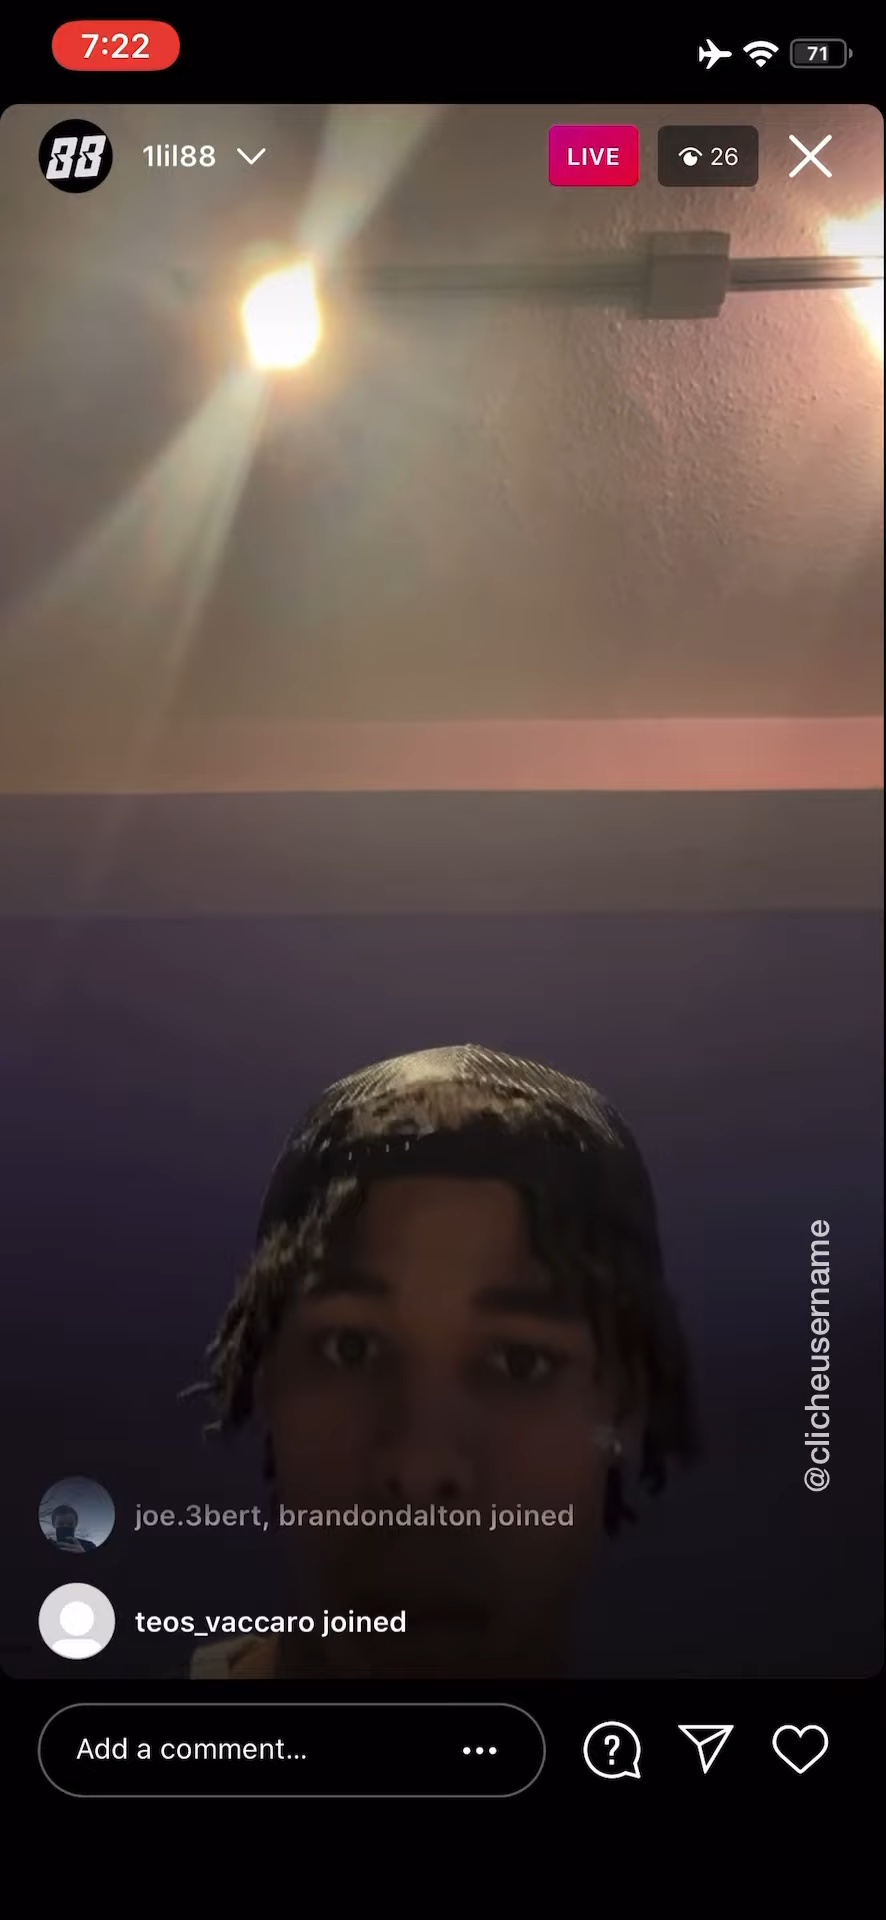 7:22
71
88 1lil88 LIVE 26
@clicheusername
joe.3bert, brandondalton joined
teos_vaccaro joined
Add a comment...
?